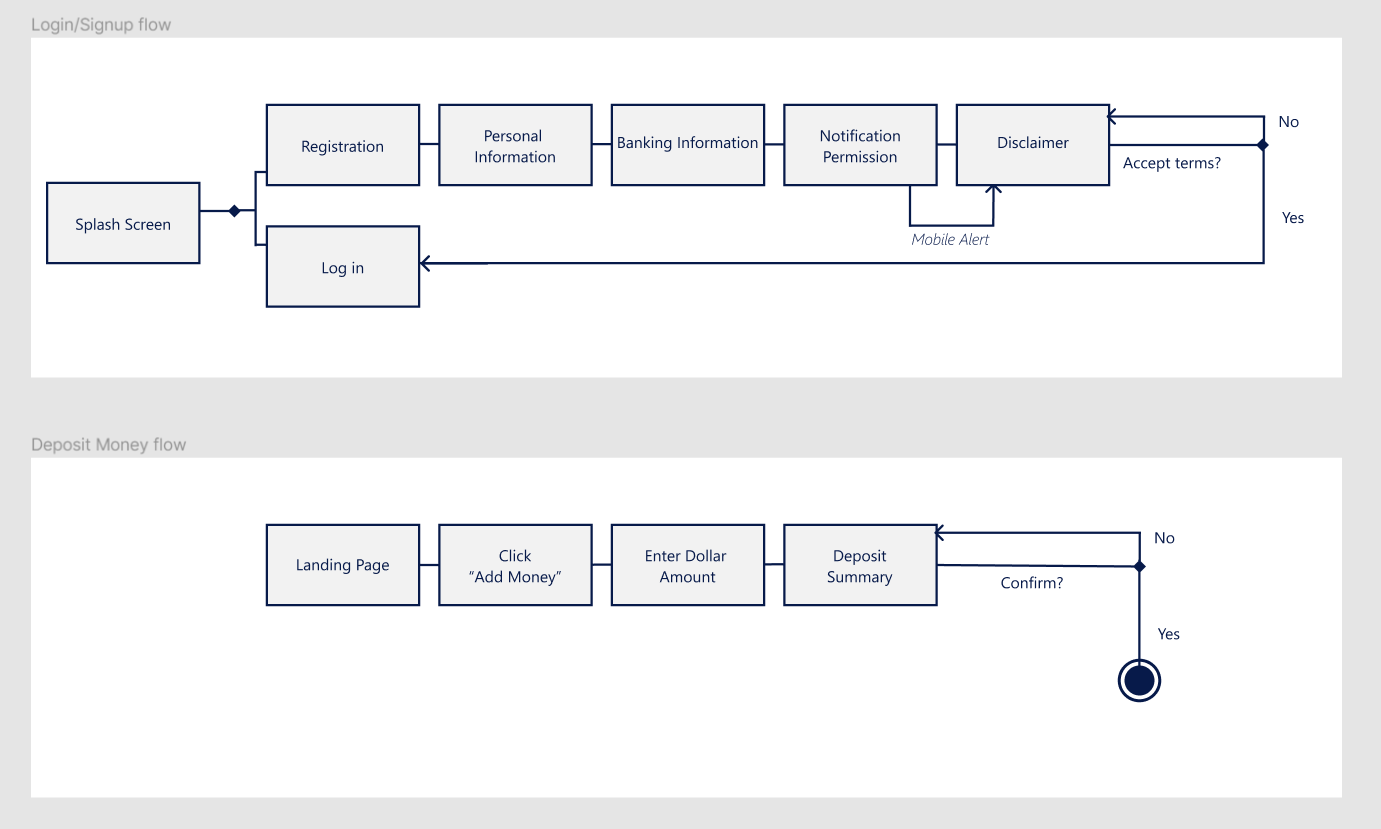 Login/Signup flow
Registration
Personal
Information
Banking Information
Notification
Permission
Disclaimer
No
Accept terms?
Splash Screen
Yes
Mobile Alert
Log in
Deposit Money flow
Landing Page
Click
“Add Money”
Enter Dollar
Amount
Deposit
Summary
No
Confirm?
Yes